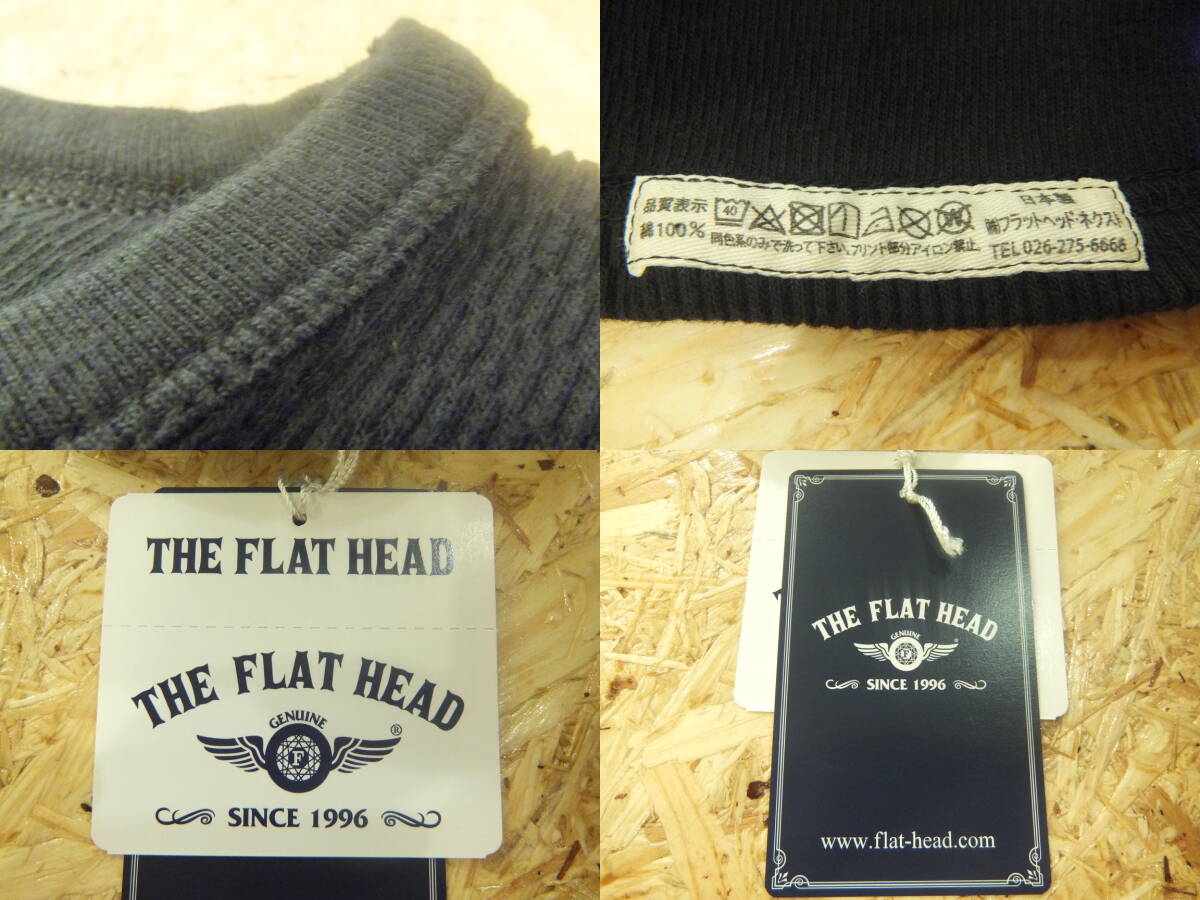 品質表示
綿100%
40
同色系のみで洗って下さい。プリント部分アイロン禁止
日本製
㈱フラットヘッド・ネクスト
TEL 026-275-6666
THE FLAT HEAD
THE FLAT HEAD
GENUINE
®
F
SINCE 1996
THE FLAT HEAD
GENUINE
®
F
SINCE 1996
www.flat-head.com